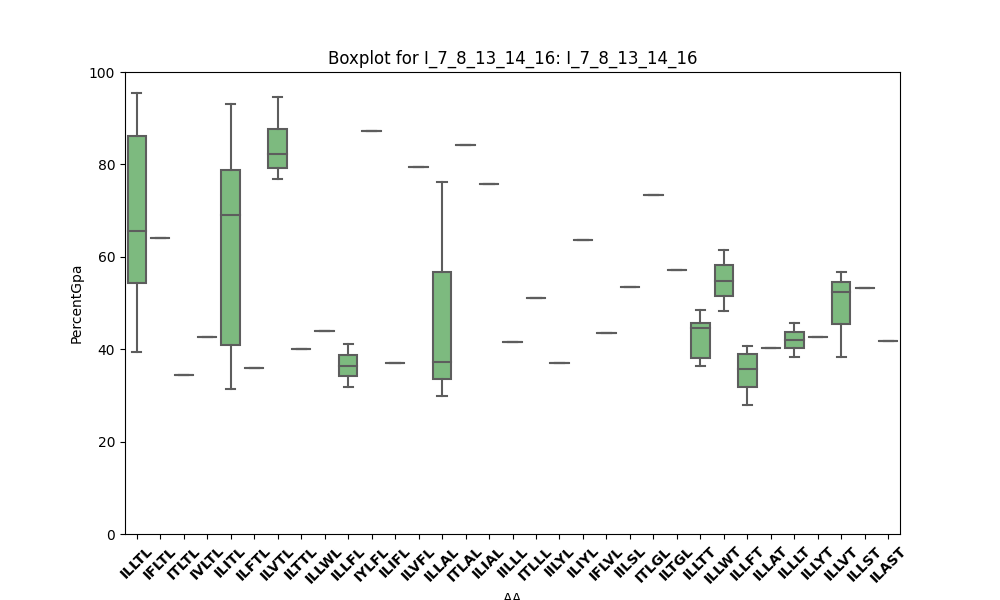 Boxplot for I_7_8_13_14_16: I_7_8_13_14_16
100
80
60
40
20
0
PercentGpa
ILLTL IFLTL ITLTL IVLTL ILITL ILFTL ILVTL ILTTL ILLWL ILLFL IYLFL ILIFL ILVFL ILLAL ITLAL ILIAL IILLL ITLLL IILYL ILIYL IFLVL IILSL ITLGL ILTGL ILLTT ILLWT ILLFT ILLAT ILLLT ILLYT ILLVT ILLST ILAST
AA